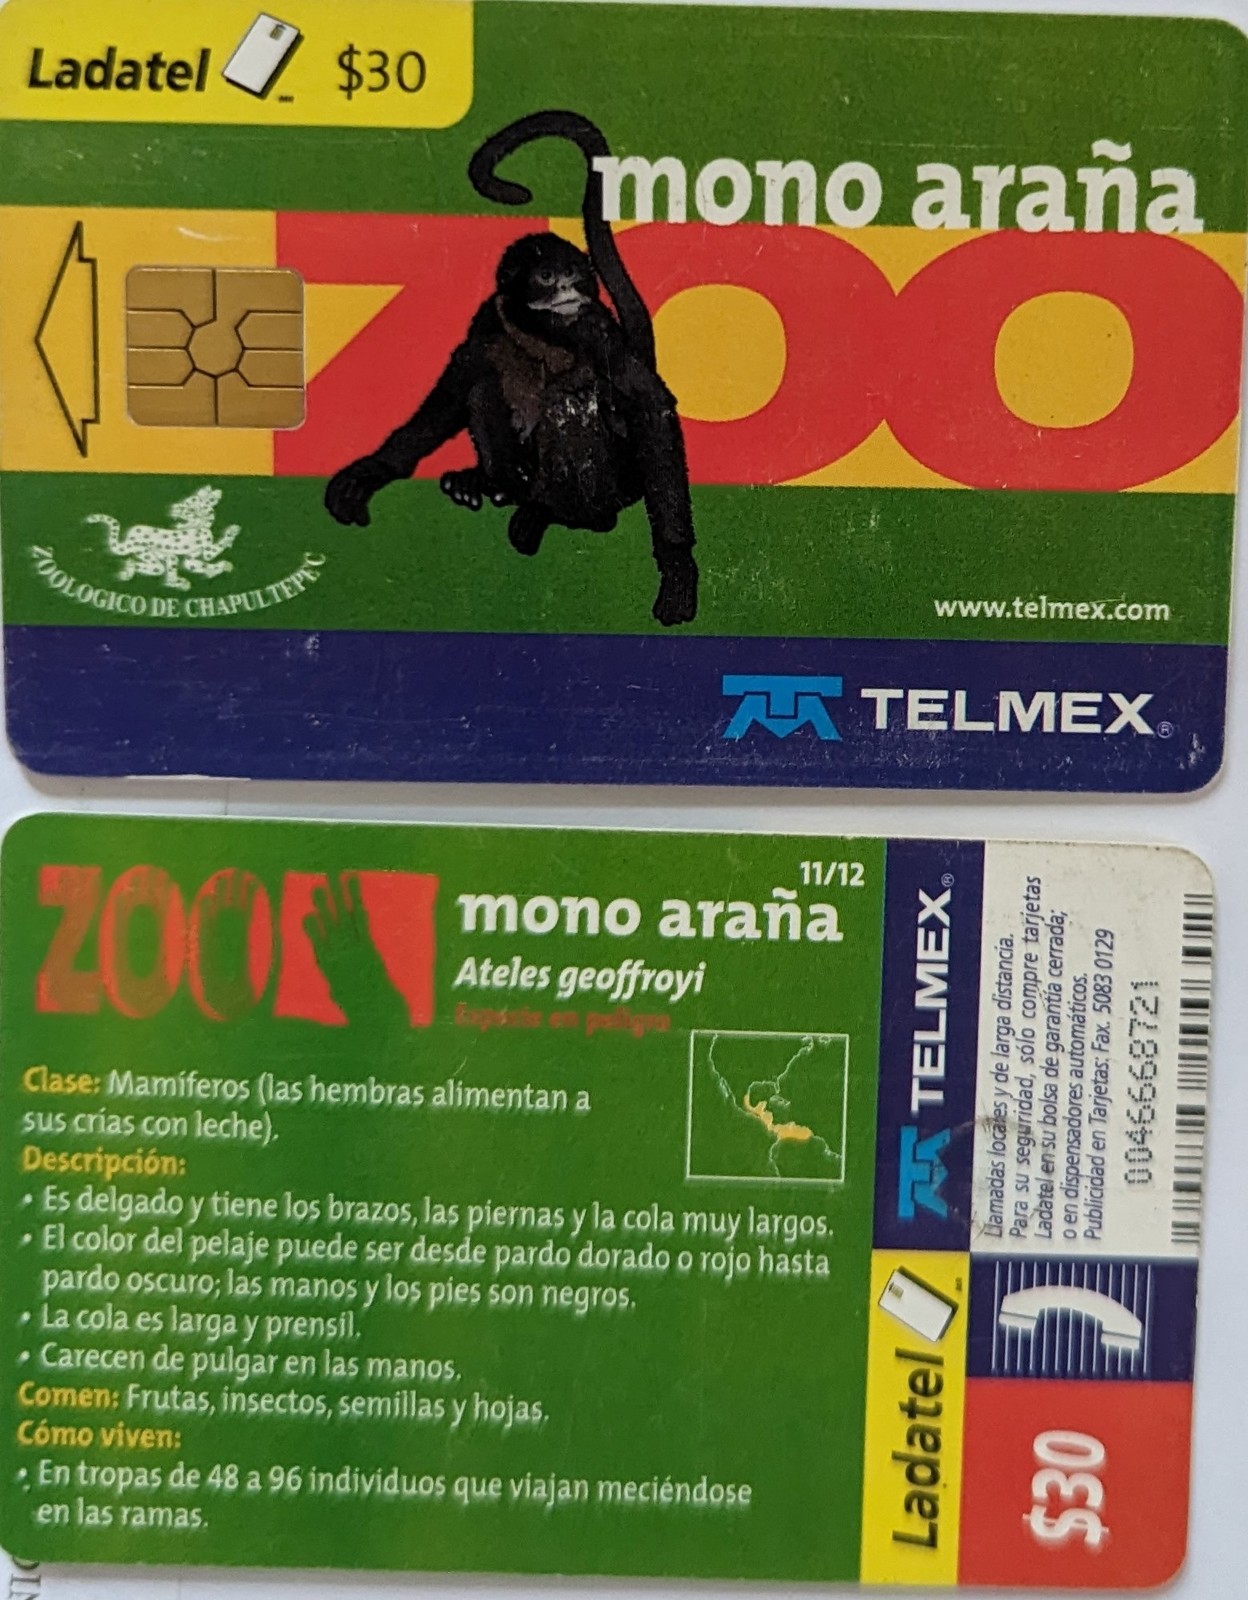 Ladatel $30
mono araña
ZOO
ZOOLOGICO DE CHAPULTEPEC
www.telmex.com
TELMEX®
ZOO
11/12
mono araña
Ateles geoffroyi
Especie en peligro
Clase: Mamíferos (las hembras alimentan a
sus crías con leche).
Descripción:
• Es delgado y tiene los brazos, las piernas y la cola muy largos.
• El color del pelaje puede ser desde pardo dorado o rojo hasta
pardo oscuro; las manos y los pies son negros.
• La cola es larga y prensil.
• Carecen de pulgar en las manos.
Comen: Frutas, insectos, semillas y hojas.
Cómo viven:
• En tropas de 48 a 96 individuos que viajan meciéndose
en las ramas.
TELMEX®
Ladatel
Llamadas locales y de larga distancia.
Para su seguridad, sólo compre tarjetas
Ladatel en su bolsa de garantía cerrada;
o en dispensadores automáticos.
Publicidad en Tarjetas: Fax. 5083 0129
0046668721
$30